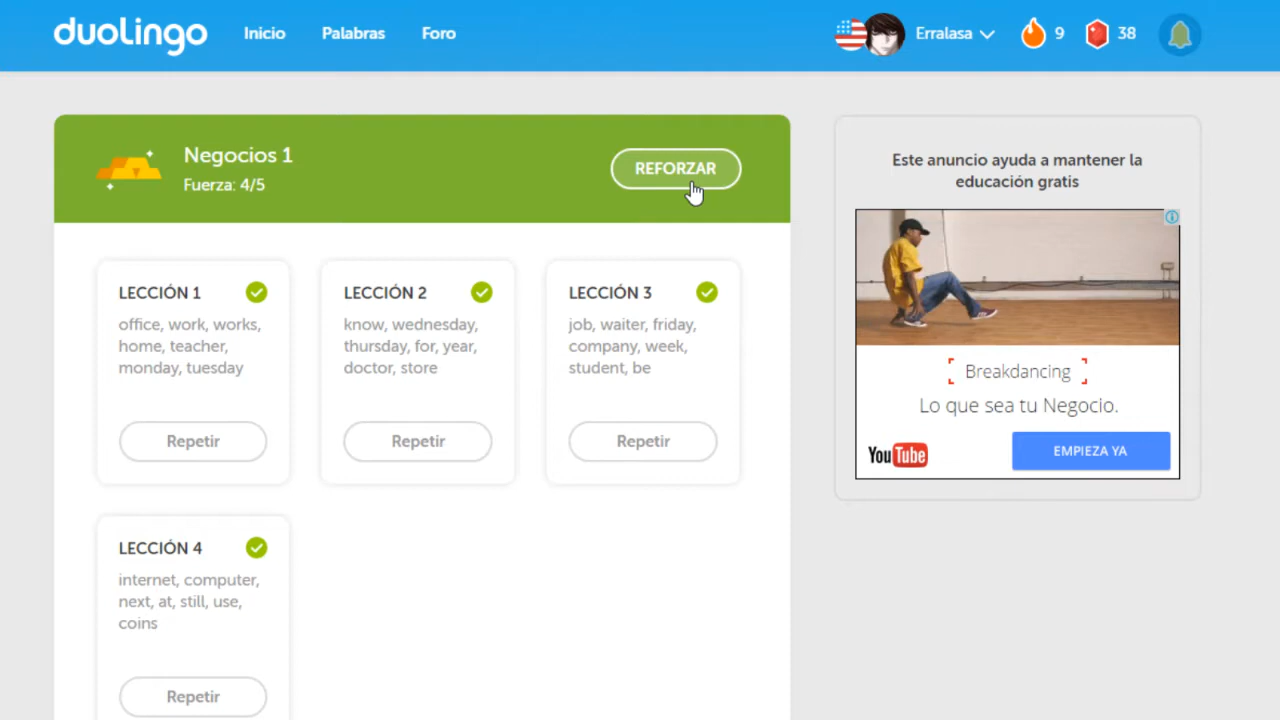 duolingo
Inicio
Palabras
Foro
Erralasa
9
38
Negocios 1
Fuerza: 4/5
REFORZAR
LECCIÓN 1
office, work, works,
home, teacher,
monday, tuesday
Repetir
LECCIÓN 2
know, wednesday,
thursday, for, year,
doctor, store
Repetir
LECCIÓN 3
job, waiter, friday,
company, week,
student, be
Repetir
LECCIÓN 4
internet, computer,
next, at, still, use,
coins
Repetir
Este anuncio ayuda a mantener la
educación gratis
Breakdancing
Lo que sea tu Negocio.
YouTube
EMPIEZA YA